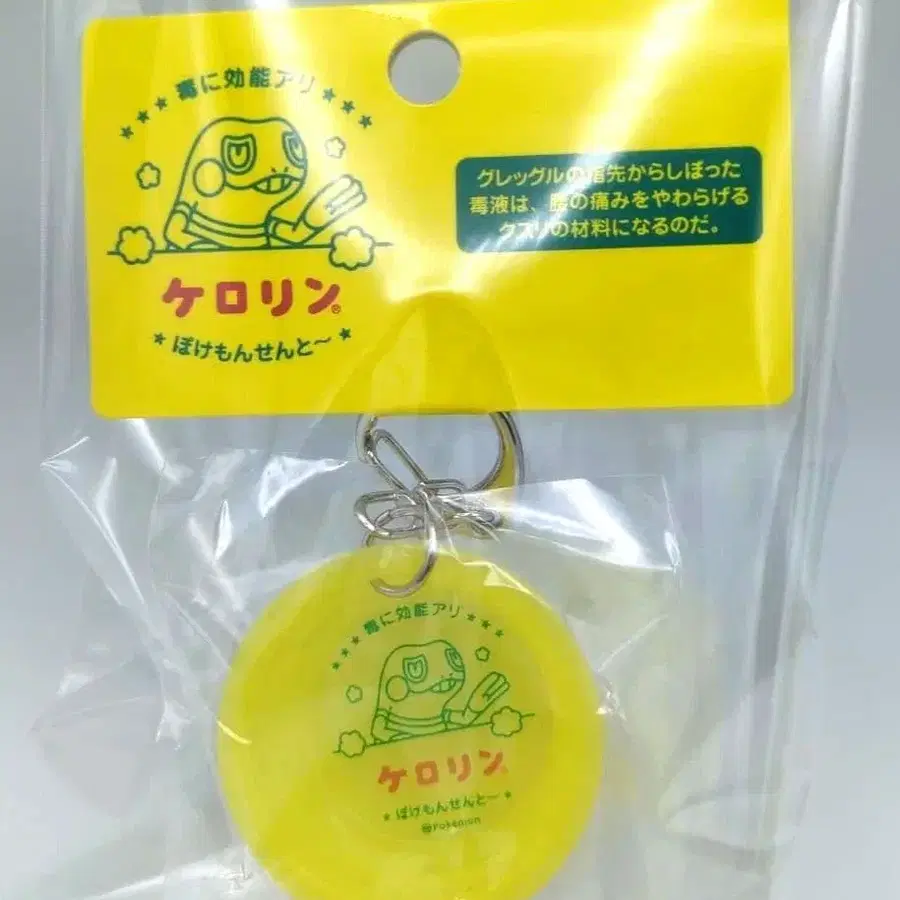 ★★★毒に効能アリ★★★
ケロリン®
★ぽけもんせんと～★
グレッグルの指先からしぼった
毒液は、腰の痛みをやわらげる
クスリの材料になるのだ。
★★★毒に効能アリ★★★
ケロリン®
★ぽけもんせんと～★
©Pokémon